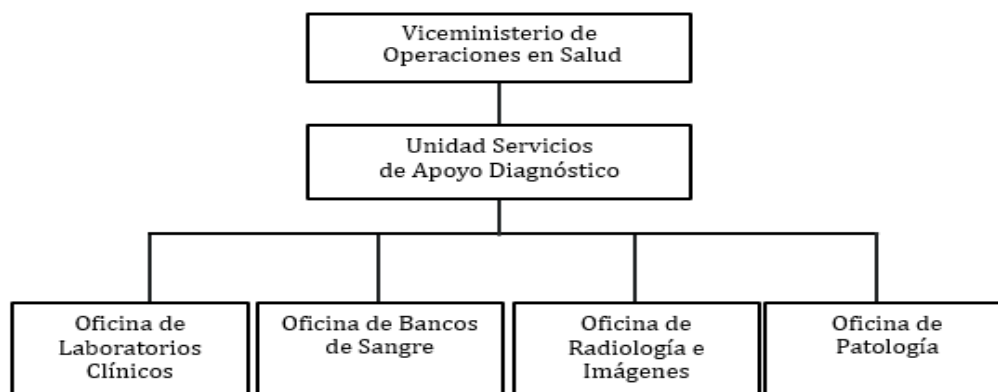 Viceministerio de
Operaciones en Salud
Unidad Servicios
de Apoyo Diagnóstico
Oficina de
Laboratorios
Clínicos
Oficina de Bancos
de Sangre
Oficina de
Radiología e
Imágenes
Oficina de
Patología